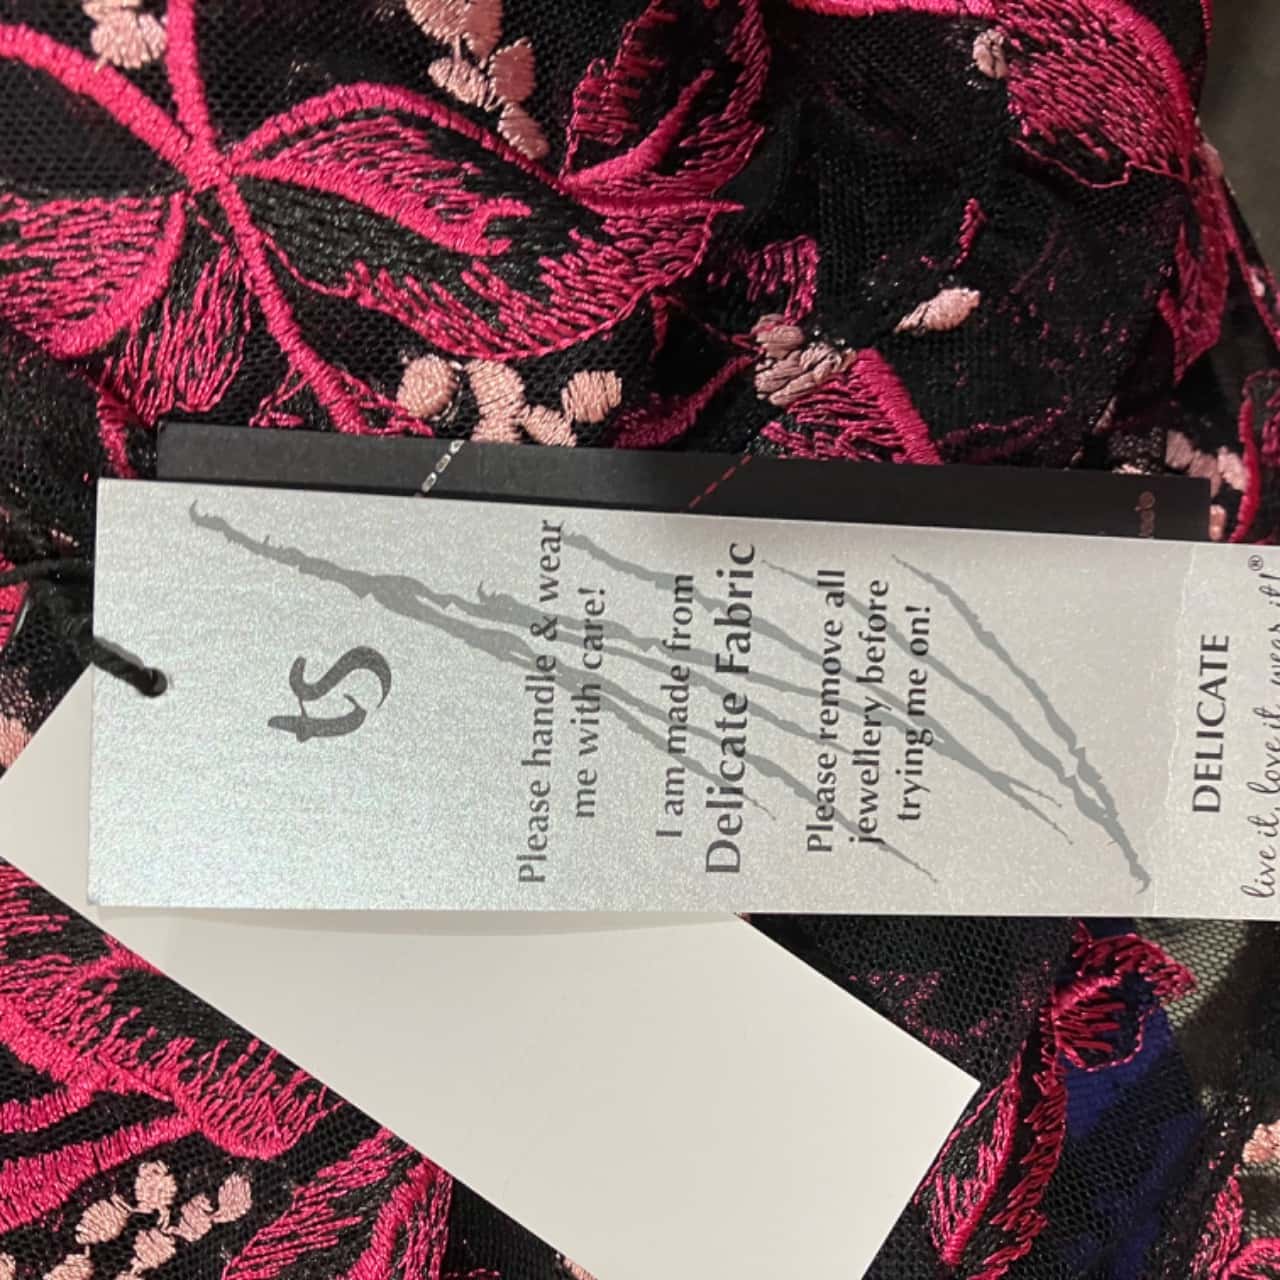 ts
Please handle & wear
me with care!
I am made from
Delicate Fabric
Please remove all
jewellery before
trying me on!
DELICATE
live it, love it, wear it!®